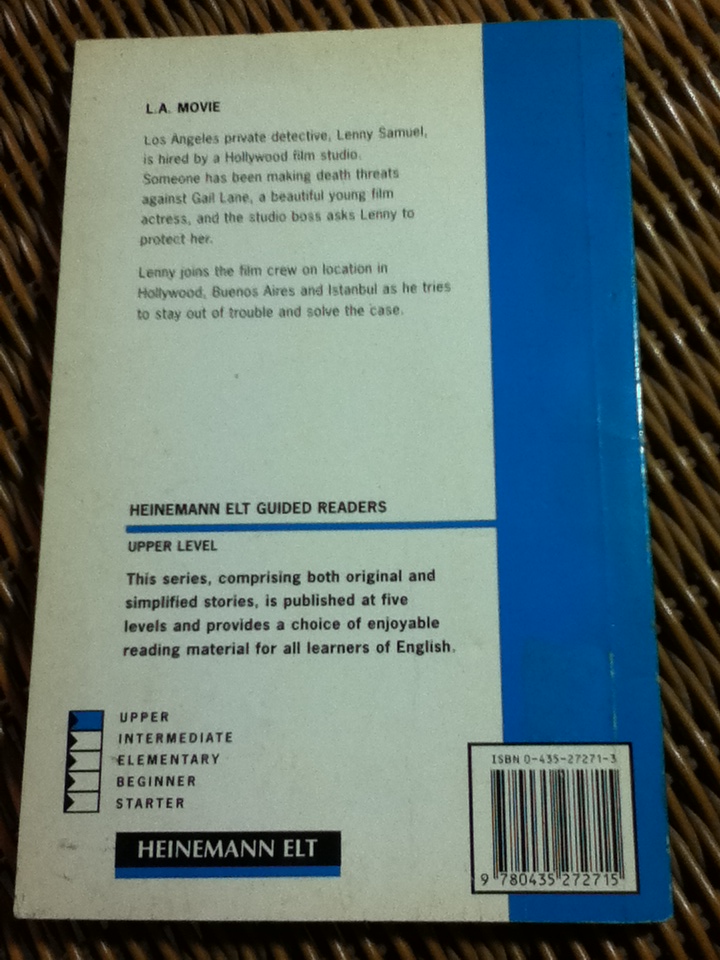 L.A. MOVIE
Los Angeles private detective, Lenny Samuel,
is hired by a Hollywood film studio.
Someone has been making death threats
against Gail Lane, a beautiful young film
actress, and the studio boss asks Lenny to
protect her.
Lenny joins the film crew on location in
Hollywood, Buenos Aires and Istanbul as he tries
to stay out of trouble and solve the case.
HEINEMANN ELT GUIDED READERS
UPPER LEVEL
This series, comprising both original and
simplified stories, is published at five
levels and provides a choice of enjoyable
reading material for all learners of English.
UPPER
INTERMEDIATE
ELEMENTARY
BEGINNER
STARTER
HEINEMANN ELT
ISBN 0-435-27271-3
9 780435 272715